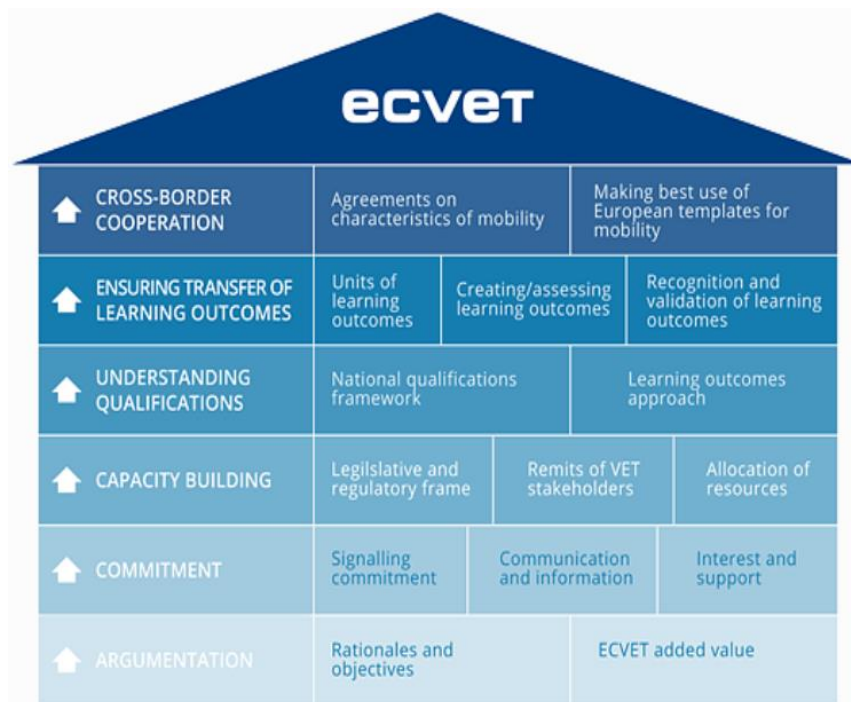 ecveT
CROSS-BORDER
COOPERATION
Agreements on
characteristics of mobility
Making best use of
European templates for
mobility
ENSURING TRANSFER OF
LEARNING OUTCOMES
Units of
learning
outcomes
Creating/assessing
learning outcomes
Recognition and
validation of learning
outcomes
UNDERSTANDING
QUALIFICATIONS
National qualifications
framework
Learning outcomes
approach
CAPACITY BUILDING
Legilslative and
regulatory frame
Remits of VET
stakeholders
Allocation of
resources
COMMITMENT
Signalling
commitment
Communication
and information
Interest and
support
ARGUMENTATION
Rationales and
objectives
ECVET added value